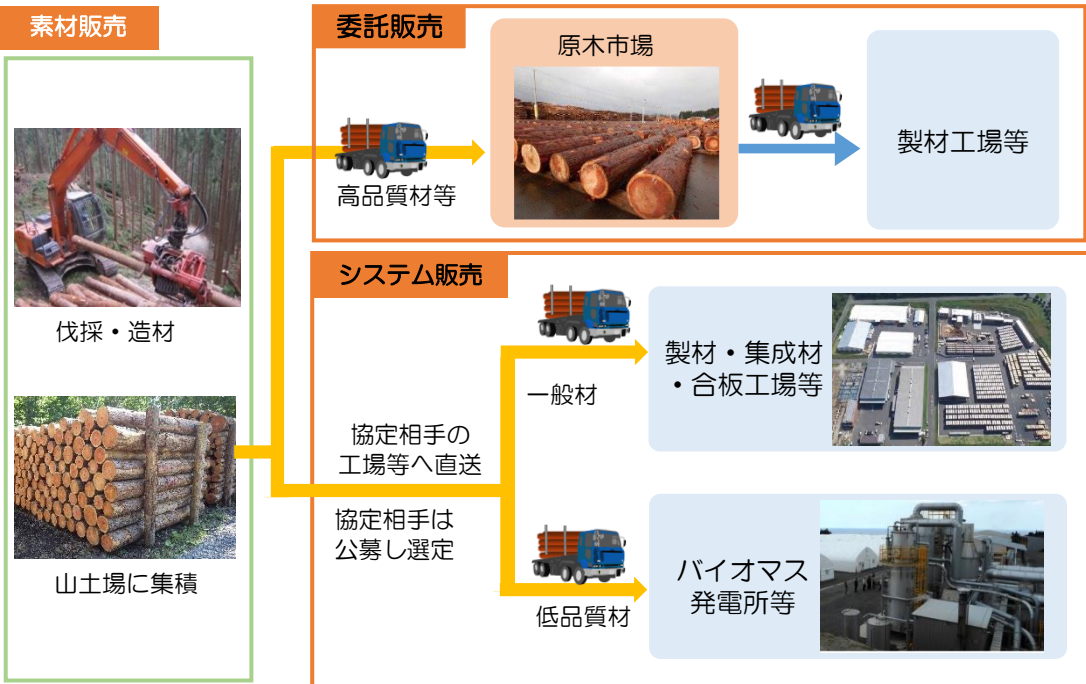 素材販売
伐採・造材
山土場に集積
委託販売
高品質材等
原木市場
製材工場等
システム販売
協定相手の
工場等へ直送
協定相手は
公募し選定
一般材
製材・集成材
・合板工場等
低品質材
バイオマス
発電所等